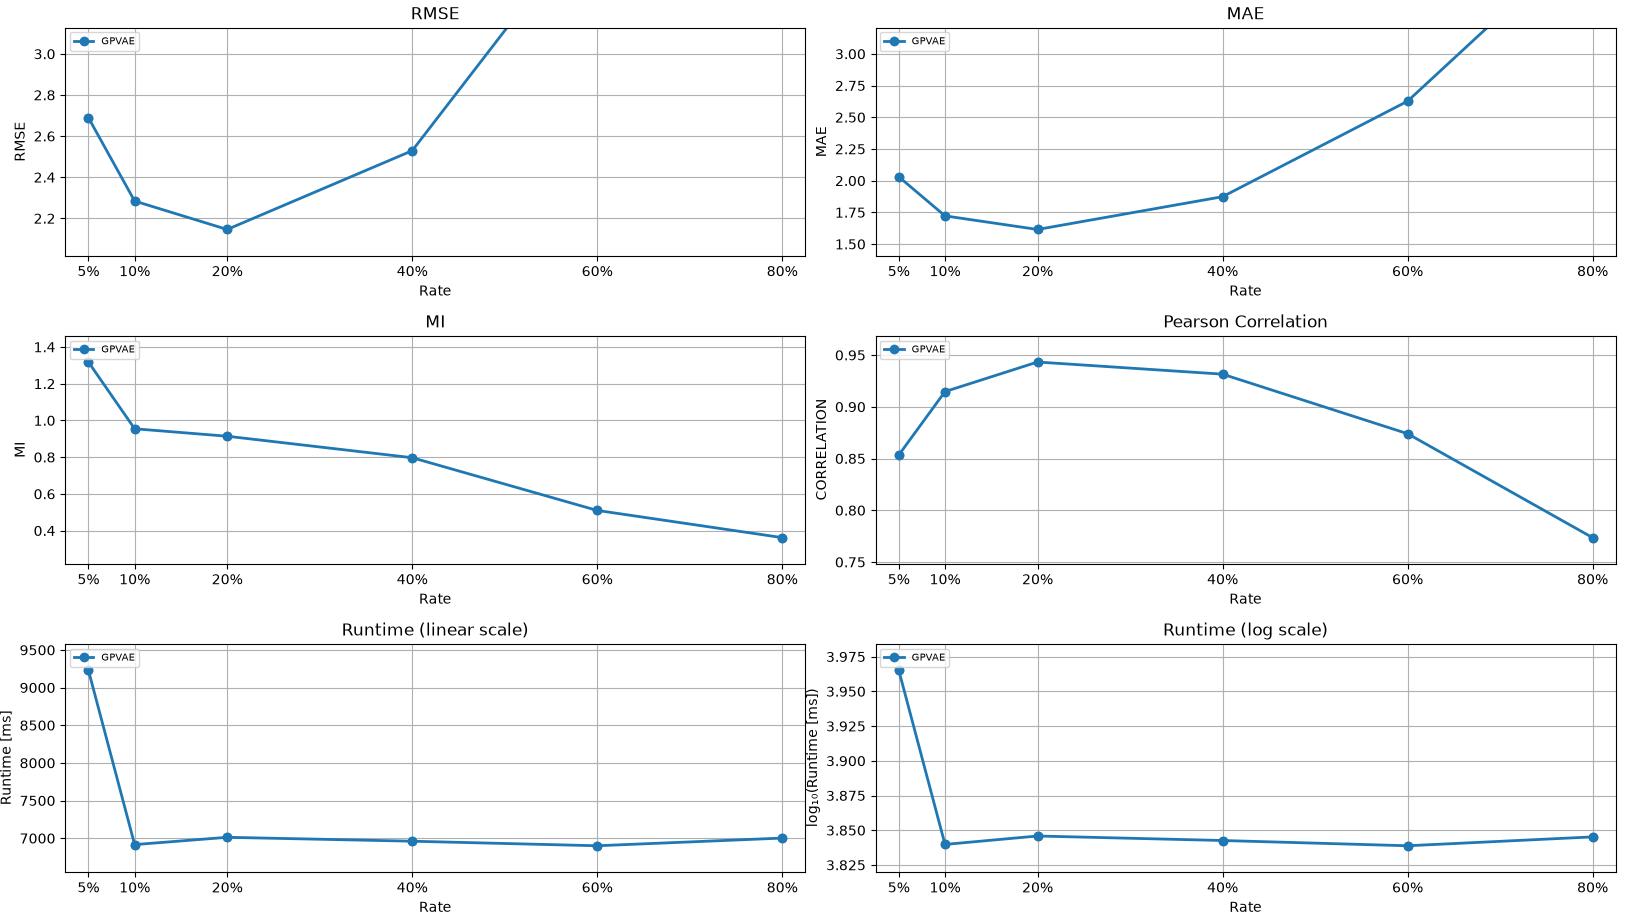 RMSE
GPVAE
RMSE
3.0
2.8
2.6
2.4
2.2
5% 10% 20% 40% 60% 80%
Rate
MAE
GPVAE
MAE
3.00
2.75
2.50
2.25
2.00
1.75
1.50
5% 10% 20% 40% 60% 80%
Rate
MI
GPVAE
MI
1.4
1.2
1.0
0.8
0.6
0.4
5% 10% 20% 40% 60% 80%
Rate
Pearson Correlation
GPVAE
CORRELATION
0.95
0.90
0.85
0.80
0.75
5% 10% 20% 40% 60% 80%
Rate
Runtime (linear scale)
GPVAE
Runtime [ms]
9500
9000
8500
8000
7500
7000
5% 10% 20% 40% 60% 80%
Rate
Runtime (log scale)
GPVAE
log₁₀(Runtime [ms])
3.975
3.950
3.925
3.900
3.875
3.850
3.825
5% 10% 20% 40% 60% 80%
Rate